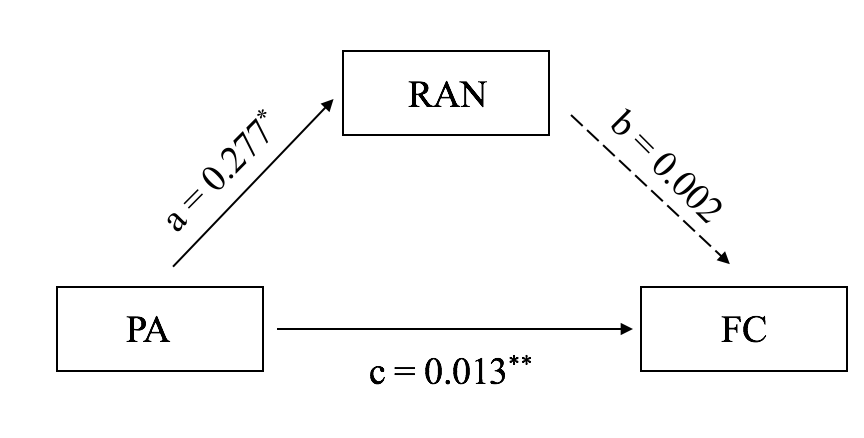 RAN
a = 0.277*
b = 0.002
PA
FC
c = 0.013**